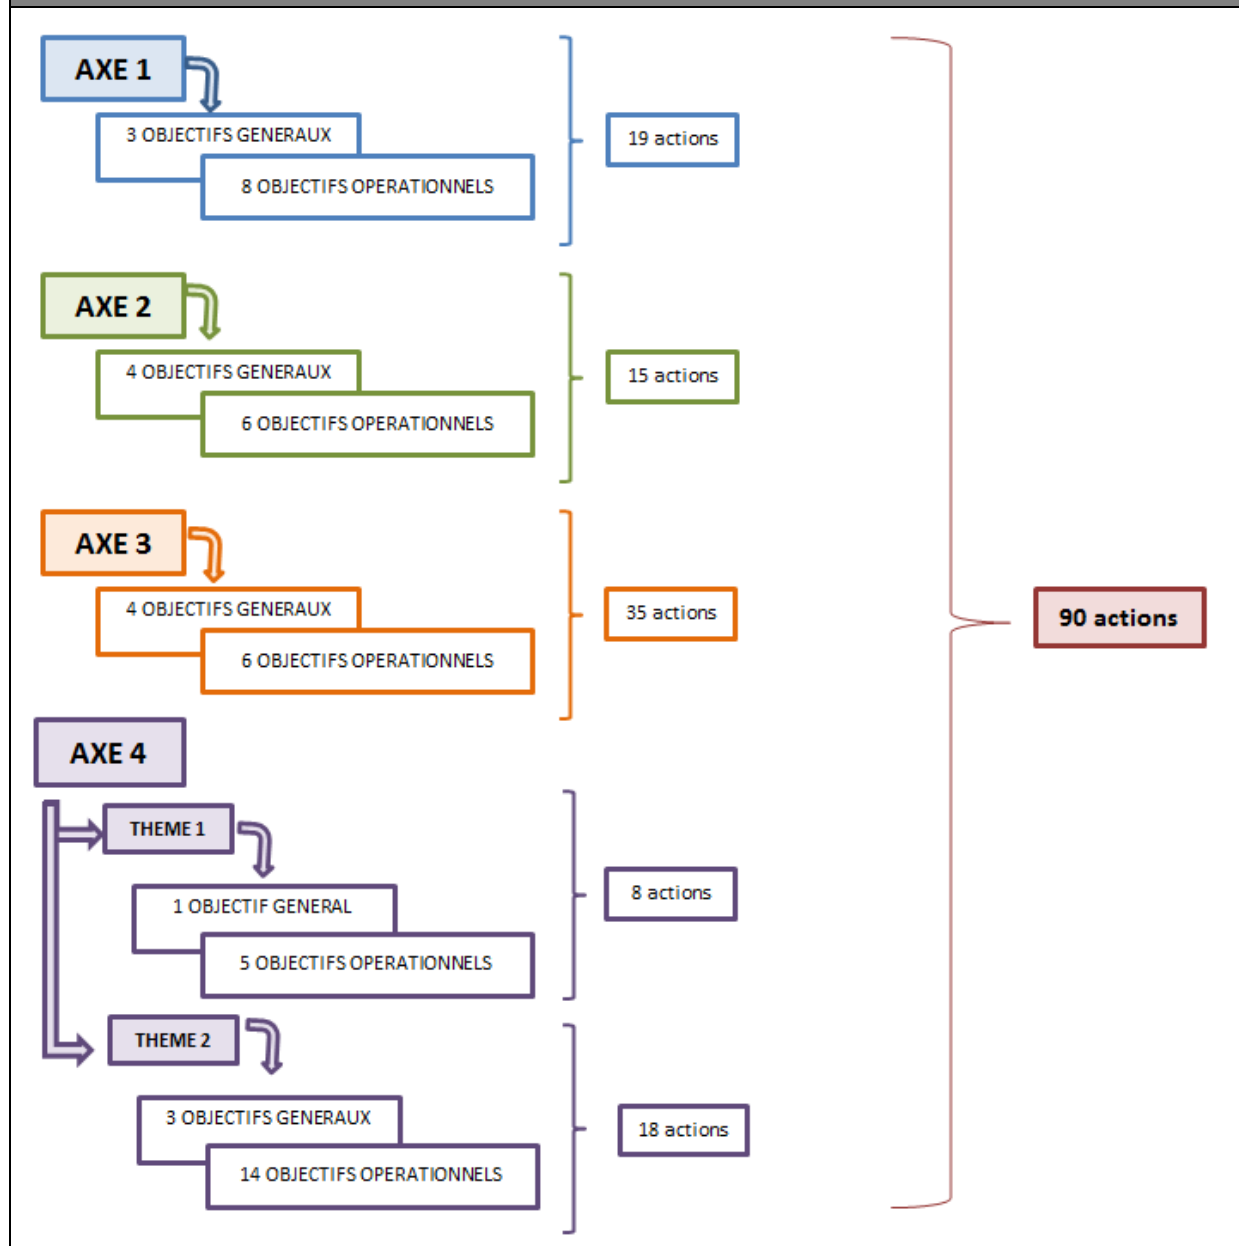 AXE 1
3 OBJECTIFS GENERAUX
8 OBJECTIFS OPERATIONNELS
19 actions
AXE 2
4 OBJECTIFS GENERAUX
6 OBJECTIFS OPERATIONNELS
15 actions
AXE 3
4 OBJECTIFS GENERAUX
6 OBJECTIFS OPERATIONNELS
35 actions
90 actions
AXE 4
THEME 1
1 OBJECTIF GENERAL
5 OBJECTIFS OPERATIONNELS
8 actions
THEME 2
3 OBJECTIFS GENERAUX
14 OBJECTIFS OPERATIONNELS
18 actions